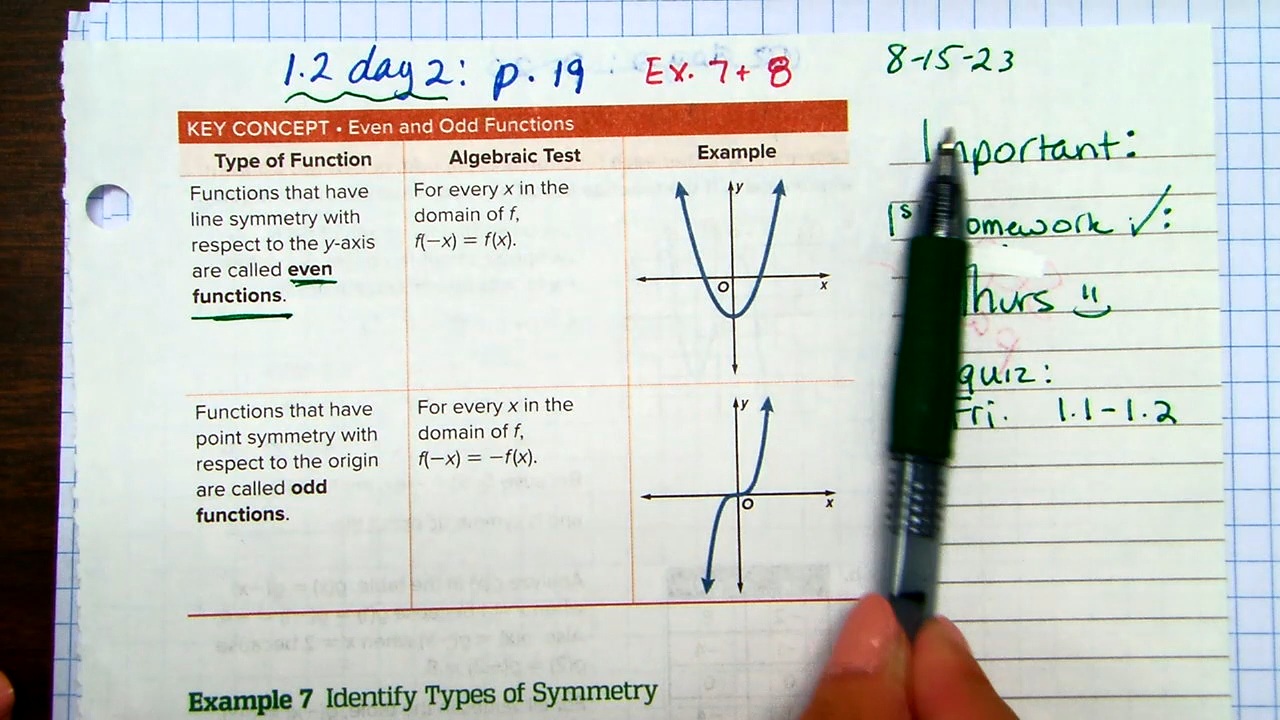 1.2 day 2: p. 19 Ex. 7 + 8
8-15-23
KEY CONCEPT • Even and Odd Functions
Type of Function
Algebraic Test
Example
Functions that have
line symmetry with
respect to the y-axis
are called even
functions.
For every x in the
domain of f,
f(−x) = f(x).
y
O
x
Functions that have
point symmetry with
respect to the origin
are called odd
functions.
For every x in the
domain of f,
f(−x) = −f(x).
y
O
x
Example 7 Identify Types of Symmetry
Important:
1s omework ✓:
Thurs
quiz:
Fri. 1.1-1.2